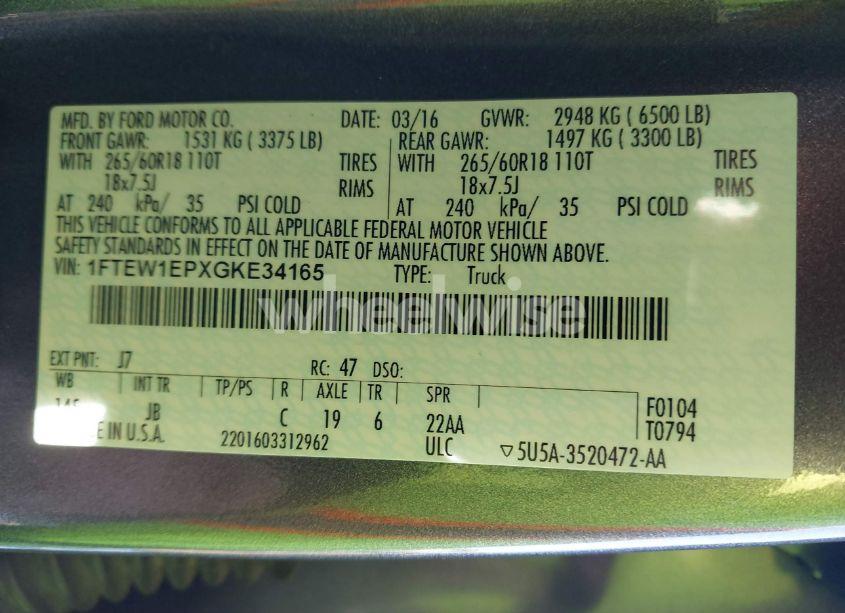 MFD. BY FORD MOTOR CO. DATE: 03/16 GVWR: 2948 KG ( 6500 LB)
FRONT GAWR: 1531 KG ( 3375 LB) REAR GAWR: 1497 KG ( 3300 LB)
WITH 265/60R18 110T TIRES WITH 265/60R18 110T TIRES
18x7.5J RIMS 18x7.5J RIMS
AT 240 kPa/ 35 PSI COLD AT 240 kPa/ 35 PSI COLD
THIS VEHICLE CONFORMS TO ALL APPLICABLE FEDERAL MOTOR VEHICLE
SAFETY STANDARDS IN EFFECT ON THE DATE OF MANUFACTURE SHOWN ABOVE.
VIN: 1FTEW1EPXGKE34165 TYPE: Truck
wheelwise
EXT PNT: J7 RC: 47 DSO:
WB INT TR TP/PS R AXLE TR SPR
JB C 19 6 22AA F0104
IN U.S.A. 2201603312962 ULC T0794
▽5U5A-3520472-AA